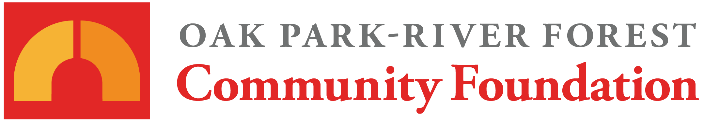 OAK PARK-RIVER FOREST
Community Foundation